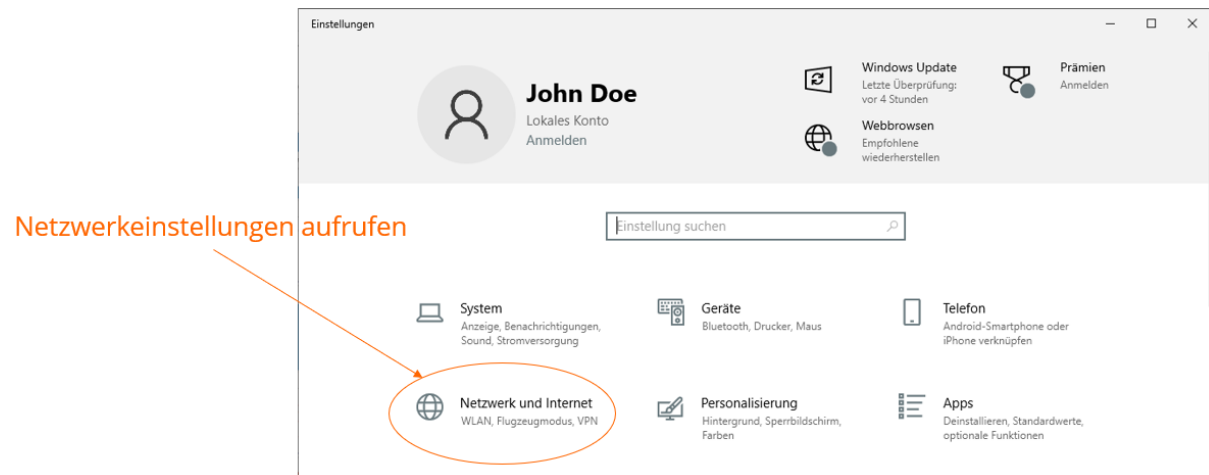 Einstellungen
John Doe
Lokales Konto
Anmelden
Windows Update
Letzte Überprüfung:
vor 4 Stunden
Prämien
Anmelden
Webbrowsen
Empfohlene
wiederherstellen
Netzwerkeinstellungen aufrufen
Einstellung suchen
System
Anzeige, Benachrichtigungen,
Sound, Stromversorgung
Geräte
Bluetooth, Drucker, Maus
Telefon
Android-Smartphone oder
iPhone verknüpfen
Netzwerk und Internet
WLAN, Flugzeugmodus, VPN
Personalisierung
Hintergrund, Sperrbildschirm,
Farben
Apps
Deinstallieren, Standardwerte,
optionale Funktionen